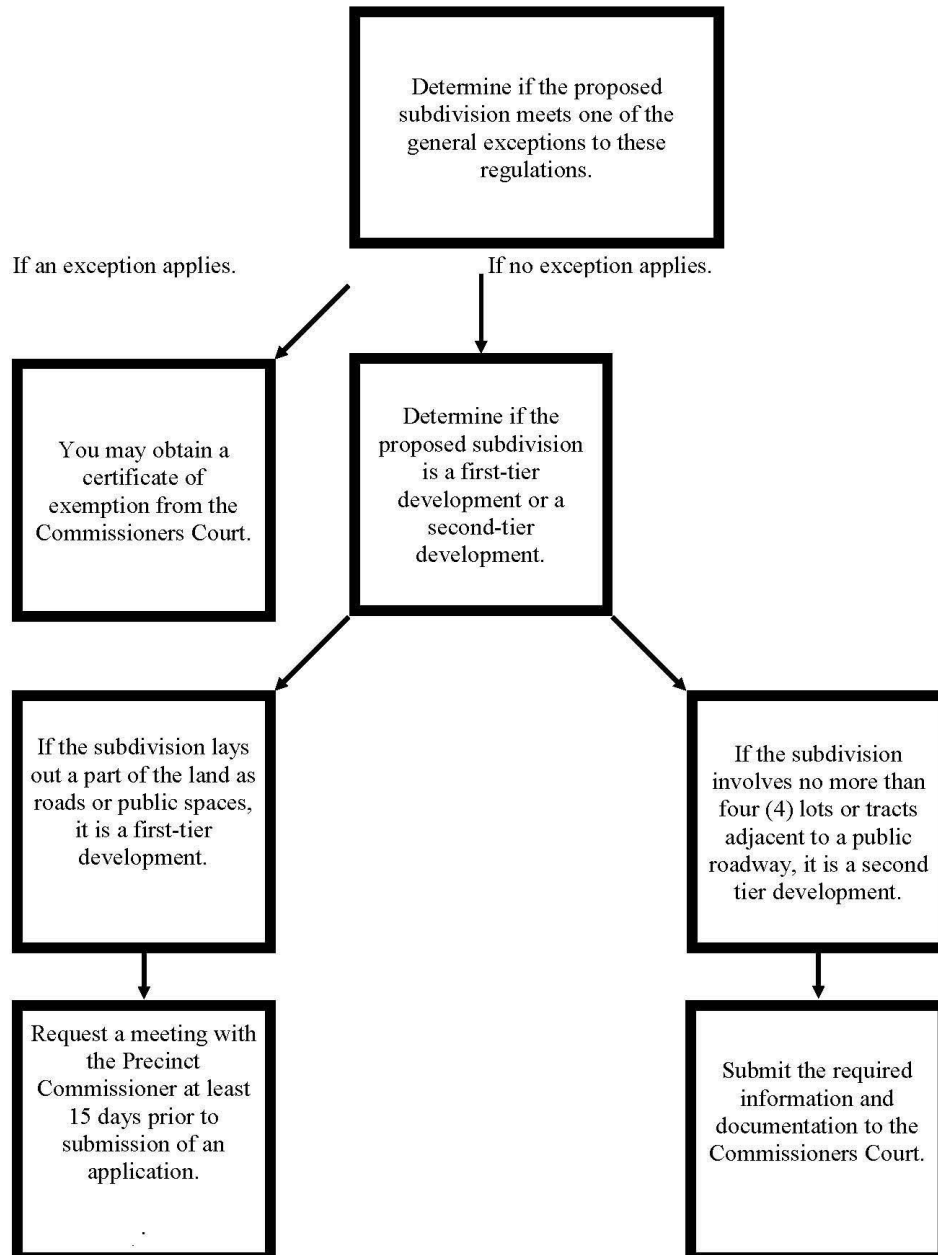 Determine if the proposed
subdivision meets one of the
general exceptions to these
regulations.
If an exception applies.
If no exception applies.
You may obtain a
certificate of
exemption from the
Commissioners Court.
Determine if the
proposed subdivision
is a first-tier
development or a
second-tier
development.
If the subdivision lays
out a part of the land as
roads or public spaces,
it is a first-tier
development.
If the subdivision
involves no more than
four (4) lots or tracts
adjacent to a public
roadway, it is a second
tier development.
Request a meeting with
the Precinct
Commissioner at least
15 days prior to
submission of an
application.
.
Submit the required
information and
documentation to the
Commissioners Court.